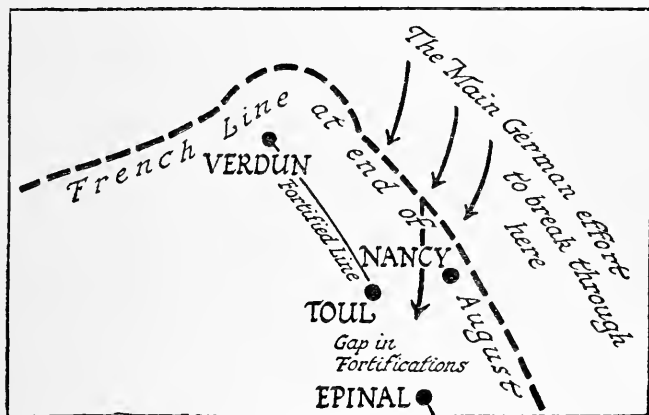 The Main German effort
to break through
here
French Line at end of August
VERDUN
Fortified Line
NANCY
TOUL
Gap in
Fortifications
EPINAL